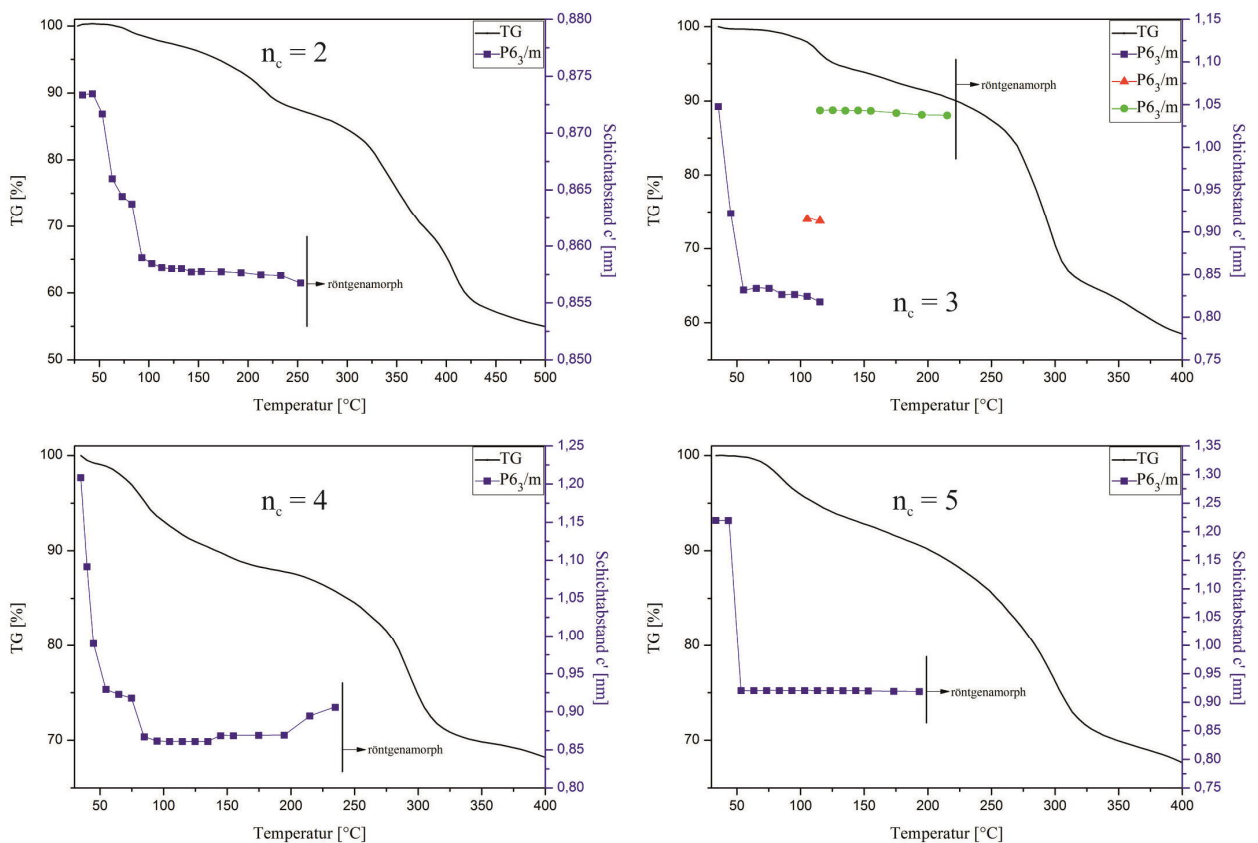 TG
P6₃/m
n_c = 2
röntgenamorph
TG [%]
100
90
80
70
60
50
50 100 150 200 250 300 350 400 450 500
Temperatur [°C]
0,880
0,875
0,870
0,865
0,860
0,855
0,850
Schichtabstand c' [nm]
TG
P6₃/m
P6₃/m
P6₃/m
röntgenamorph
n_c = 3
TG [%]
100
90
80
70
60
50 100 150 200 250 300 350 400
Temperatur [°C]
1,15
1,10
1,05
1,00
0,95
0,90
0,85
0,80
0,75
Schichtabstand c' [nm]
TG
P6₃/m
n_c = 4
röntgenamorph
TG [%]
100
90
80
70
50 100 150 200 250 300 350 400
Temperatur [°C]
1,25
1,20
1,15
1,10
1,05
1,00
0,95
0,90
0,85
0,80
Schichtabstand c' [nm]
TG
P6₃/m
n_c = 5
röntgenamorph
TG [%]
100
90
80
70
50 100 150 200 250 300 350 400
Temperatur [°C]
1,35
1,30
1,25
1,20
1,15
1,10
1,05
1,00
0,95
0,90
0,85
0,80
0,75
Schichtabstand c' [nm]